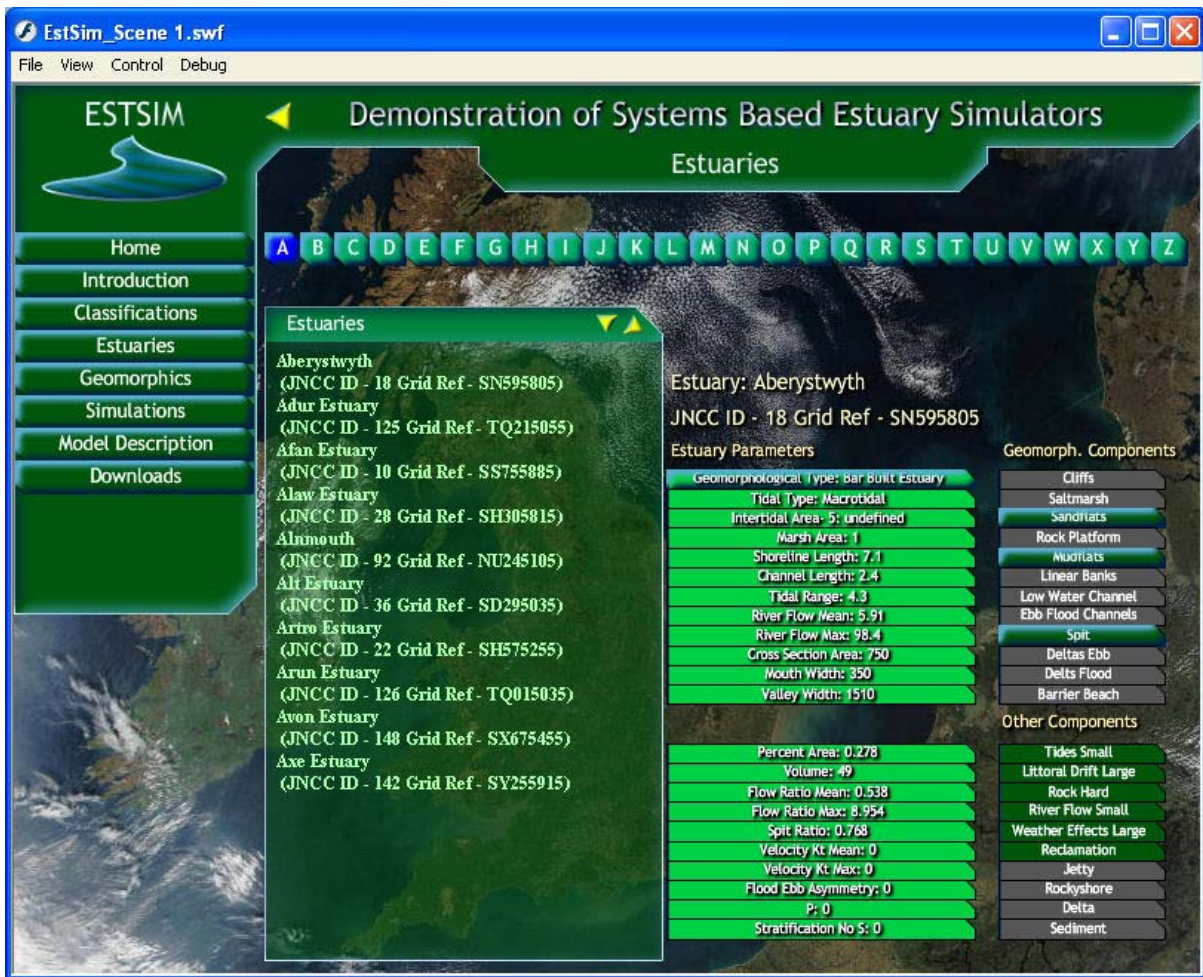 EstSim_Scene 1.swf
File View Control Debug
ESTSIM
Demonstration of Systems Based Estuary Simulators
Estuaries
Home
Introduction
Classifications
Estuaries
Geomorphics
Simulations
Model Description
Downloads
A B C D E F G H I J K L M N O P Q R S T U V W X Y Z
Estuaries
Aberystwyth
(JNCC ID - 18 Grid Ref - SN595805)
Adur Estuary
(JNCC ID - 125 Grid Ref - TQ215055)
Afan Estuary
(JNCC ID - 10 Grid Ref - SS755885)
Alaw Estuary
(JNCC ID - 28 Grid Ref - SH305815)
Alnmouth
(JNCC ID - 92 Grid Ref - NU245105)
Alt Estuary
(JNCC ID - 36 Grid Ref - SD295035)
Artro Estuary
(JNCC ID - 22 Grid Ref - SH575255)
Arun Estuary
(JNCC ID - 126 Grid Ref - TQ015035)
Avon Estuary
(JNCC ID - 148 Grid Ref - SX675455)
Axe Estuary
(JNCC ID - 142 Grid Ref - SY255915)
Estuary: Aberystwyth
JNCC ID - 18 Grid Ref - SN595805
Estuary Parameters
Geomorphological Type: Bar Built Estuary
Tidal Type: Macrotidal
Intertidal Area- 5: undefined
Marsh Area: 1
Shoreline Length: 7.1
Channel Length: 2.4
Tidal Range: 4.3
River Flow Mean: 5.91
River Flow Max: 98.4
Cross Section Area: 750
Mouth Width: 350
Valley Width: 1510
Percent Area: 0.278
Volume: 49
Flow Ratio Mean: 0.538
Flow Ratio Max: 8.954
Spit Ratio: 0.768
Velocity Kt Mean: 0
Velocity Kt Max: 0
Flood Ebb Asymmetry: 0
P: 0
Stratification No S: 0
Geomorph. Components
Cliffs
Saltmarsh
Sandflats
Rock Platform
Mudflats
Linear Banks
Low Water Channel
Ebb Flood Channels
Spit
Deltas Ebb
Delts Flood
Barrier Beach
Other Components
Tides Small
Littoral Drift Large
Rock Hard
River Flow Small
Weather Effects Large
Reclamation
Jetty
Rockyshore
Delta
Sediment